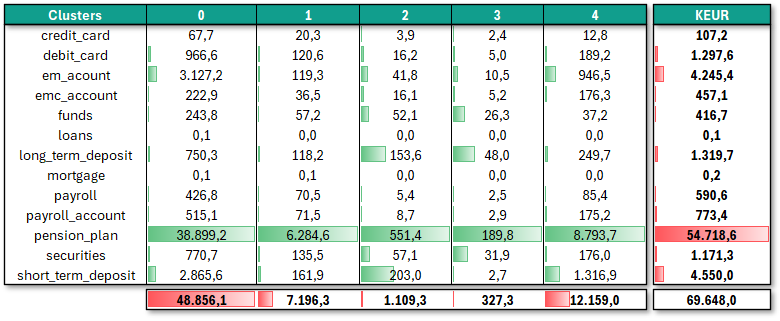 Clusters 0 1 2 3 4 KEUR
credit_card 67,7 20,3 3,9 2,4 12,8 107,2
debit_card 966,6 120,6 16,2 5,0 189,2 1.297,6
em_acount 3.127,2 119,3 41,8 10,5 946,5 4.245,4
emc_account 222,9 36,5 16,1 5,2 176,3 457,1
funds 243,8 57,2 52,1 26,3 37,2 416,7
loans 0,1 0,0 0,0 0,0 0,0 0,1
long_term_deposit 750,3 118,2 153,6 48,0 249,7 1.319,7
mortgage 0,1 0,1 0,0 0,0 0,0 0,2
payroll 426,8 70,5 5,4 2,5 85,4 590,6
payroll_account 515,1 71,5 8,7 2,9 175,2 773,4
pension_plan 38.899,2 6.284,6 551,4 189,8 8.793,7 54.718,6
securities 770,7 135,5 57,1 31,9 176,0 1.171,3
short_term_deposit 2.865,6 161,9 203,0 2,7 1.316,9 4.550,0
48.856,1 7.196,3 1.109,3 327,3 12.159,0 69.648,0